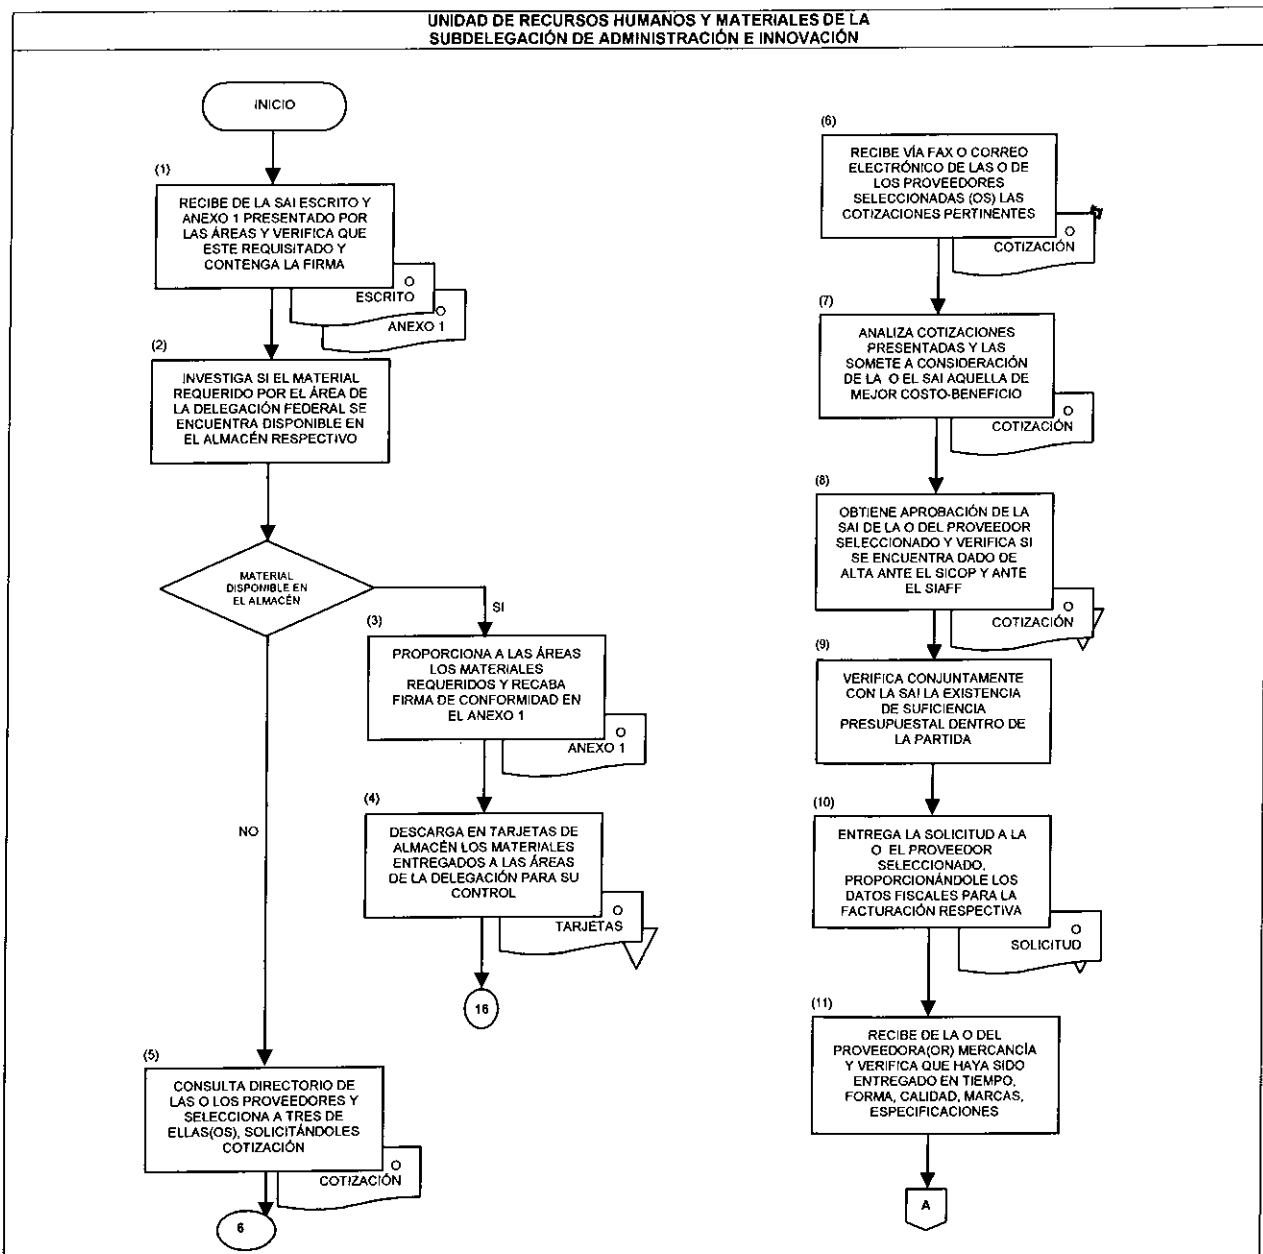 UNIDAD DE RECURSOS HUMANOS Y MATERIALES DE LA
SUBDELEGACIÓN DE ADMINISTRACIÓN E INNOVACIÓN
INICIO
(1)
RECIBE DE LA SAI ESCRITO Y
ANEXO 1 PRESENTADO POR
LAS ÁREAS Y VERIFICA QUE
ESTE REQUISITADO Y
CONTENGA LA FIRMA
O
ESCRITO
O
ANEXO 1
(2)
INVESTIGA SI EL MATERIAL
REQUERIDO POR EL ÁREA DE
LA DELEGACIÓN FEDERAL SE
ENCUENTRA DISPONIBLE EN
EL ALMACÉN RESPECTIVO
MATERIAL
DISPONIBLE EN
EL ALMACÉN
SI
(3)
PROPORCIONA A LAS ÁREAS
LOS MATERIALES
REQUERIDOS Y RECABA
FIRMA DE CONFORMIDAD EN
EL ANEXO 1
O
ANEXO 1
(4)
DESCARGA EN TARJETAS DE
ALMACÉN LOS MATERIALES
ENTREGADOS A LAS ÁREAS
DE LA DELEGACIÓN PARA SU
CONTROL
O
TARJETAS
16
NO
(5)
CONSULTA DIRECTORIO DE
LAS O LOS PROVEEDORES Y
SELECCIONA A TRES DE
ELLAS(OS), SOLICITÁNDOLES
COTIZACIÓN
O
COTIZACIÓN
6
(6)
RECIBE VÍA FAX O CORREO
ELECTRÓNICO DE LAS O DE
LOS PROVEEDORES
SELECCIONADAS (OS) LAS
COTIZACIONES PERTINENTES
O
COTIZACIÓN
(7)
ANALIZA COTIZACIONES
PRESENTADAS Y LAS
SOMETE A CONSIDERACIÓN
DE LA O EL SAI AQUELLA DE
MEJOR COSTO-BENEFICIO
O
COTIZACIÓN
(8)
OBTIENE APROBACIÓN DE LA
SAI DE LA O DEL PROVEEDOR
SELECCIONADO Y VERIFICA SI
SE ENCUENTRA DADO DE
ALTA ANTE EL SICOP Y ANTE
EL SIAFF
O
COTIZACIÓN
(9)
VERIFICA CONJUNTAMENTE
CON LA SAI LA EXISTENCIA
DE SUFICIENCIA
PRESUPUESTAL DENTRO DE
LA PARTIDA
(10)
ENTREGA LA SOLICITUD A LA
O EL PROVEEDOR
SELECCIONADO,
PROPORCIONÁNDOLE LOS
DATOS FISCALES PARA LA
FACTURACIÓN RESPECTIVA
O
SOLICITUD
(11)
RECIBE DE LA O DEL
PROVEEDORA(OR) MERCANCÍA
Y VERIFICA QUE HAYA SIDO
ENTREGADO EN TIEMPO,
FORMA, CALIDAD, MARCAS,
ESPECIFICACIONES
A